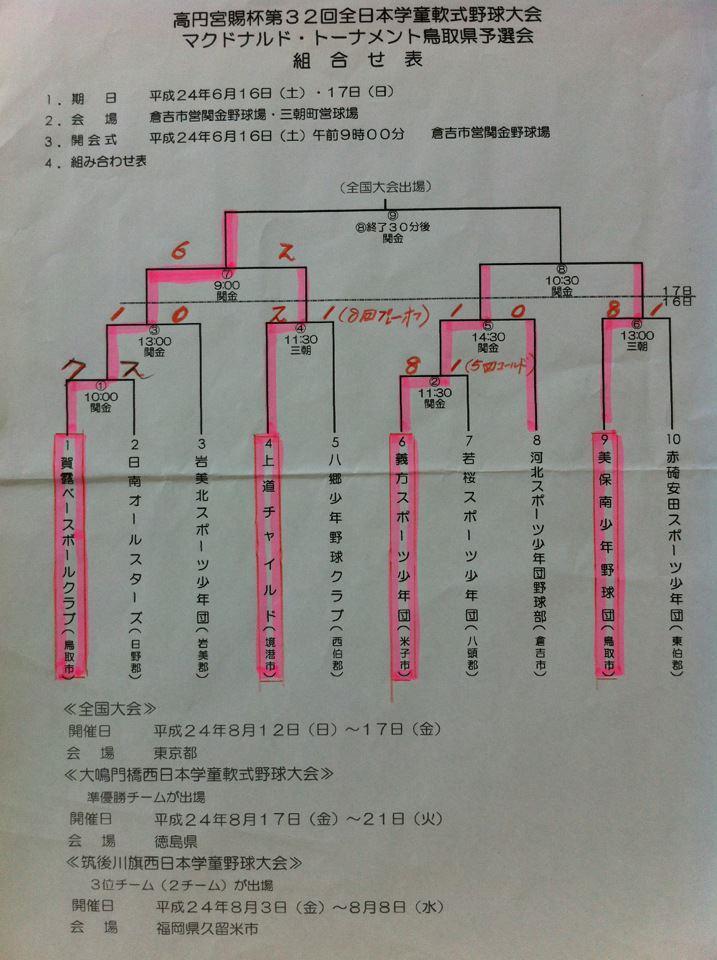 高円宮賜杯第３２回全日本学童軟式野球大会
マクドナルド・トーナメント鳥取県予選会
組合せ表
１．期　日　平成２４年６月１６日（土）・１７日（日）
２．会　場　倉吉市営関金野球場・三朝町営球場
３．開会式　平成２４年６月１６日（土）午前９時００分　倉吉市営関金野球場
４．組み合わせ表
（全国大会出場）
⑨
⑧終了３０分後
関金
6 2
⑦
9:00
関金
⑧
10:30
関金
17日
16日
1 0
③
13:00
関金
2 1（8回プレーオフ）
④
11:30
三朝
1 0
⑤
14:30
関金
8 1
⑥
13:00
三朝
7 2
①
10:00
関金
8 1（5回コールド）
②
11:30
関金
1 賀露ベースボールクラブ（鳥取市）
2 日南オールスターズ（日野郡）
3 岩美北スポーツ少年団（岩美郡）
4 上道チャイルド（境港市）
5 八郷少年野球クラブ（西伯郡）
6 義方スポーツ少年団（米子市）
7 若桜スポーツ少年団（八頭郡）
8 河北スポーツ少年団野球部（倉吉市）
9 美保南少年野球団（鳥取市）
10 赤碕安田スポーツ少年団（東伯郡）
≪全国大会≫
開催日　平成２４年８月１２日（日）～１７日（金）
会　場　東京都
≪大鳴門橋西日本学童軟式野球大会≫
準優勝チームが出場
開催日　平成２４年８月１７日（金）～２１日（火）
会　場　徳島県
≪筑後川旗西日本学童野球大会≫
３位チーム（２チーム）が出場
開催日　平成２４年８月３日（金）～８月８日（水）
会　場　福岡県久留米市